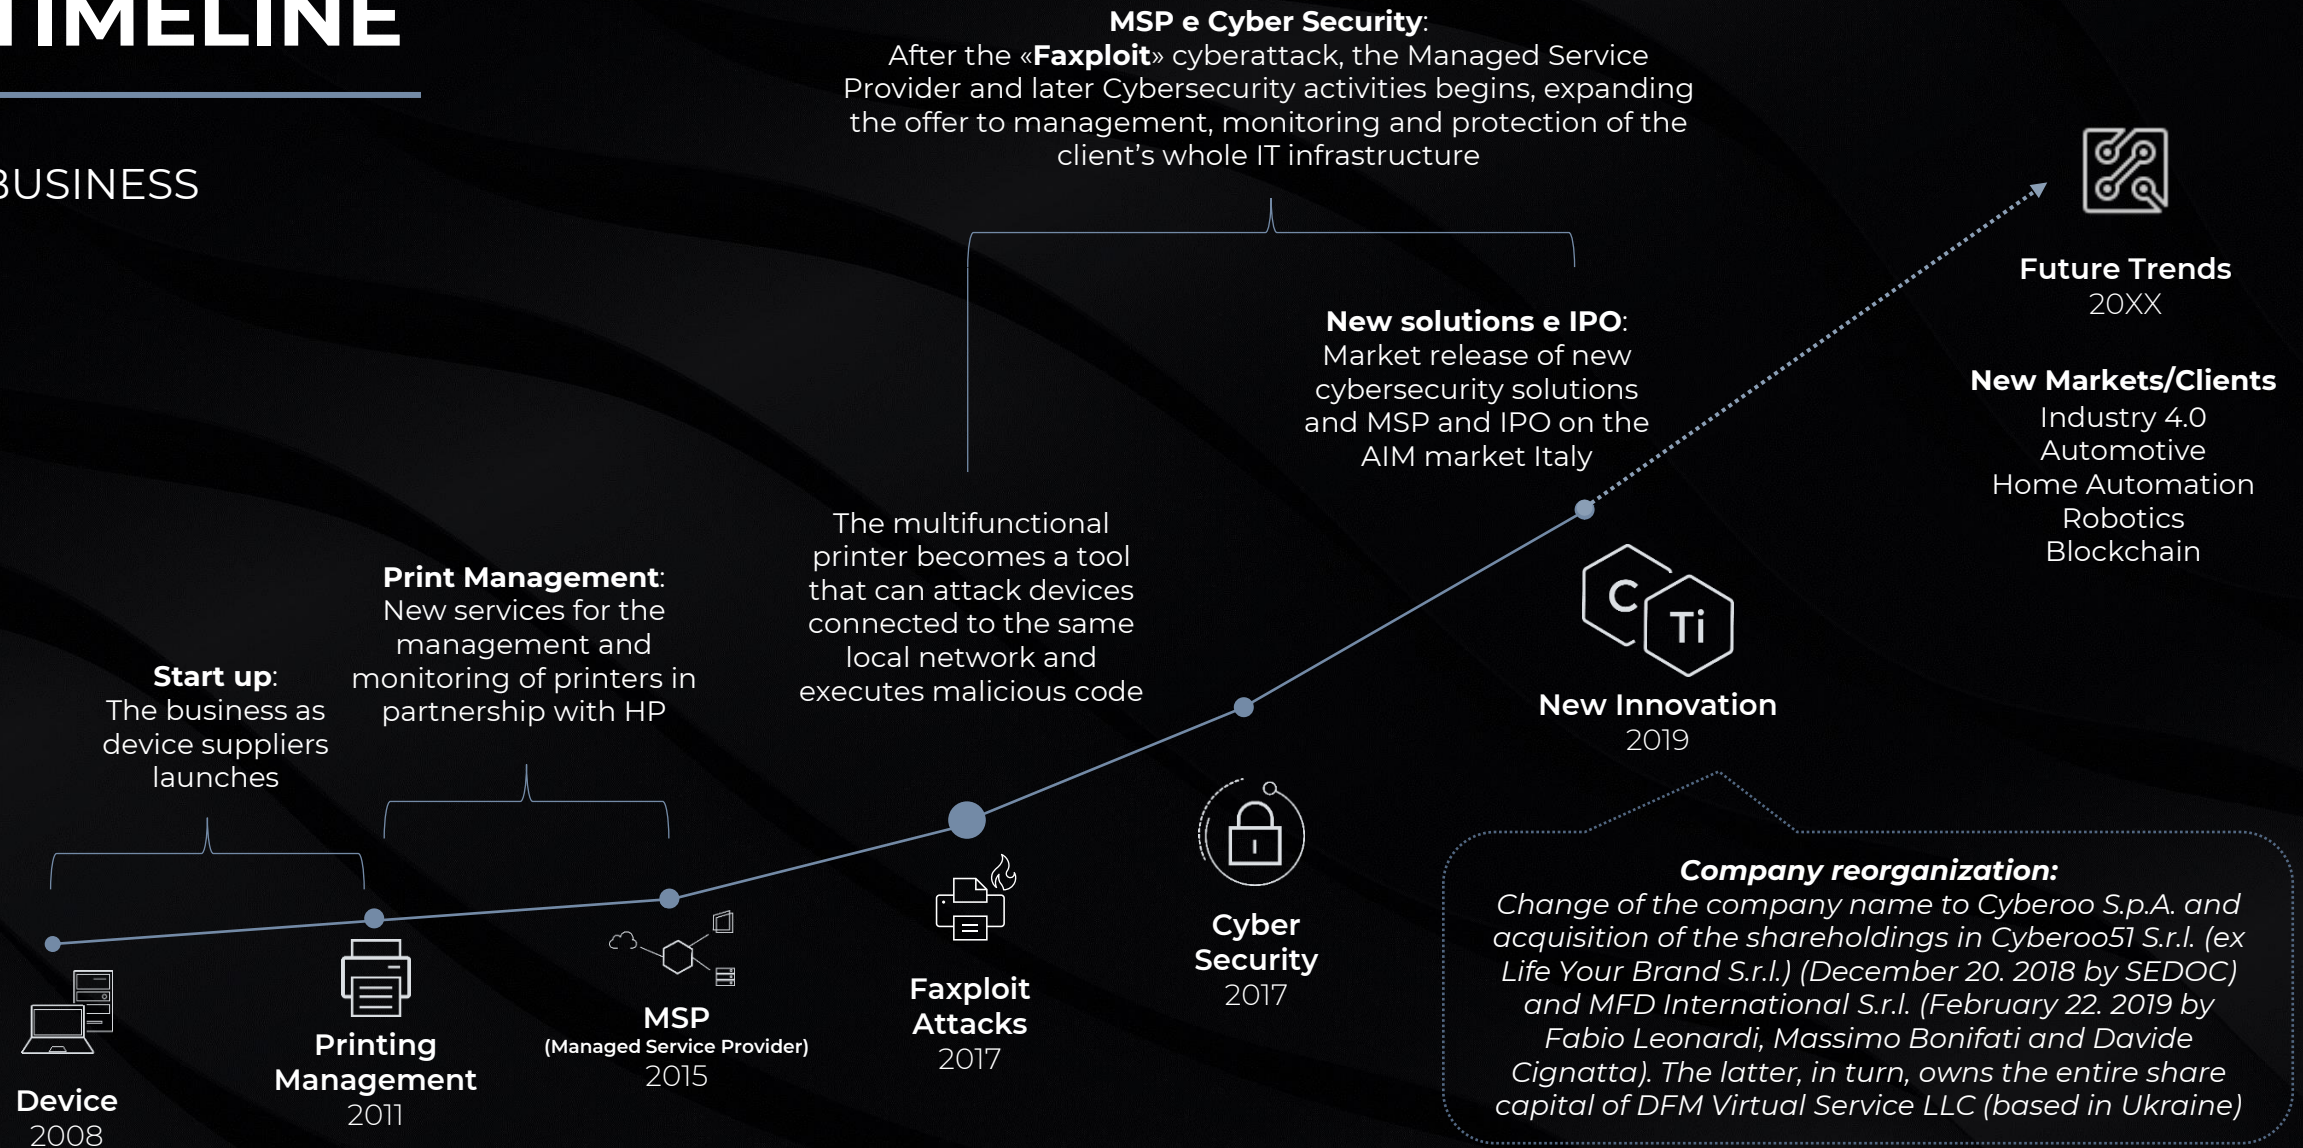 TIMELINE
BUSINESS
MSP e Cyber Security:
After the «Faxploit» cyberattack, the Managed Service
Provider and later Cybersecurity activities begins, expanding
the offer to management, monitoring and protection of the
client’s whole IT infrastructure
Start up:
The business as
device suppliers
launches
Print Management:
New services for the
management and
monitoring of printers in
partnership with HP
The multifunctional
printer becomes a tool
that can attack devices
connected to the same
local network and
executes malicious code
New solutions e IPO:
Market release of new
cybersecurity solutions
and MSP and IPO on the
AIM market Italy
Device
2008
Printing
Management
2011
MSP
(Managed Service Provider)
2015
Faxploit
Attacks
2017
Cyber
Security
2017
C
Ti
New Innovation
2019
Future Trends
20XX
New Markets/Clients
Industry 4.0
Automotive
Home Automation
Robotics
Blockchain
Company reorganization:
Change of the company name to Cyberoo S.p.A. and
acquisition of the shareholdings in Cyberoo51 S.r.l. (ex
Life Your Brand S.r.l.) (December 20. 2018 by SEDOC)
and MFD International S.r.l. (February 22. 2019 by
Fabio Leonardi, Massimo Bonifati and Davide
Cignatta). The latter, in turn, owns the entire share
capital of DFM Virtual Service LLC (based in Ukraine)